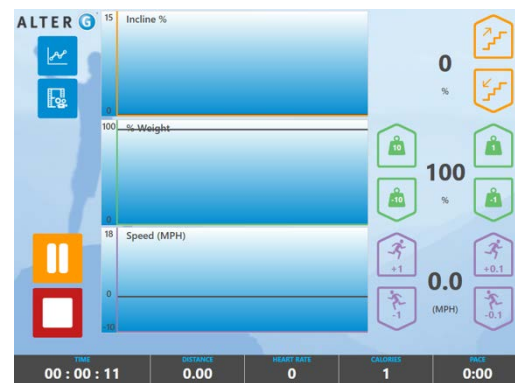 ALTER G
15 Incline %
0
0
%
100 % Weight
0
10
1
100
%
-10
-1
18 Speed (MPH)
0
-10
+1
+0.1
0.0
(MPH)
-1
-0.1
TIME DISTANCE HEART RATE CALORIES PACE
00 : 00 : 11 0.00 0 1 0:00